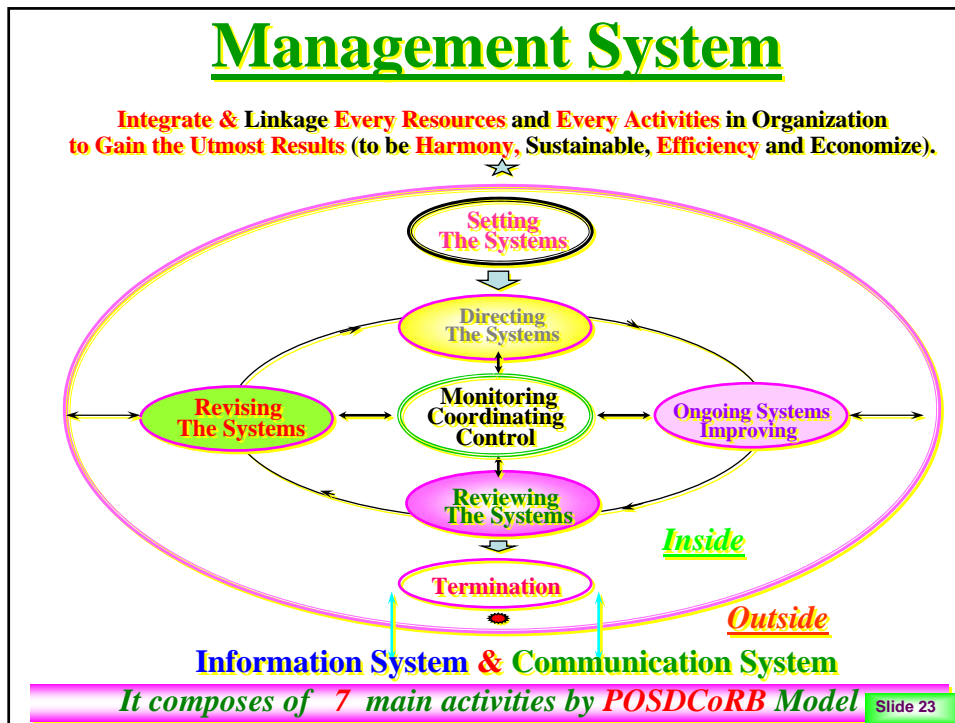 Management System
Integrate & Linkage Every Resources and Every Activities in Organization
to Gain the Utmost Results (to be Harmony, Sustainable, Efficiency and Economize).
Setting
The Systems
Directing
The Systems
Monitoring
Coordinating
Control
Revising
The Systems
Ongoing Systems
Improving
Reviewing
The Systems
Inside
Termination
Outside
Information System & Communication System
It composes of 7 main activities by POSDCoRB Model
Slide 23